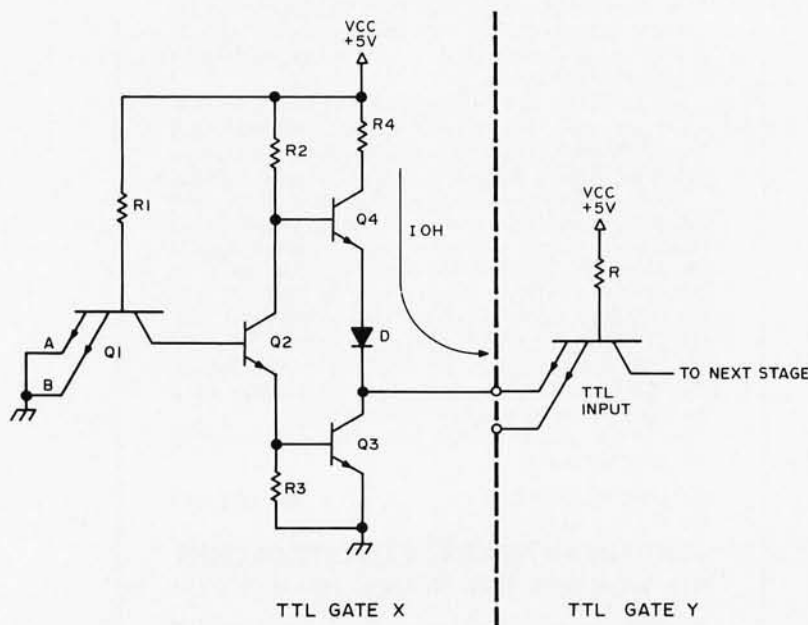 VCC
+5V
R4
R2
R1
VCC
+5V
Q4
IOH
R
A
Q1
B
Q2
D
TO NEXT STAGE
TTL
INPUT
Q3
R3
TTL GATE X
TTL GATE Y